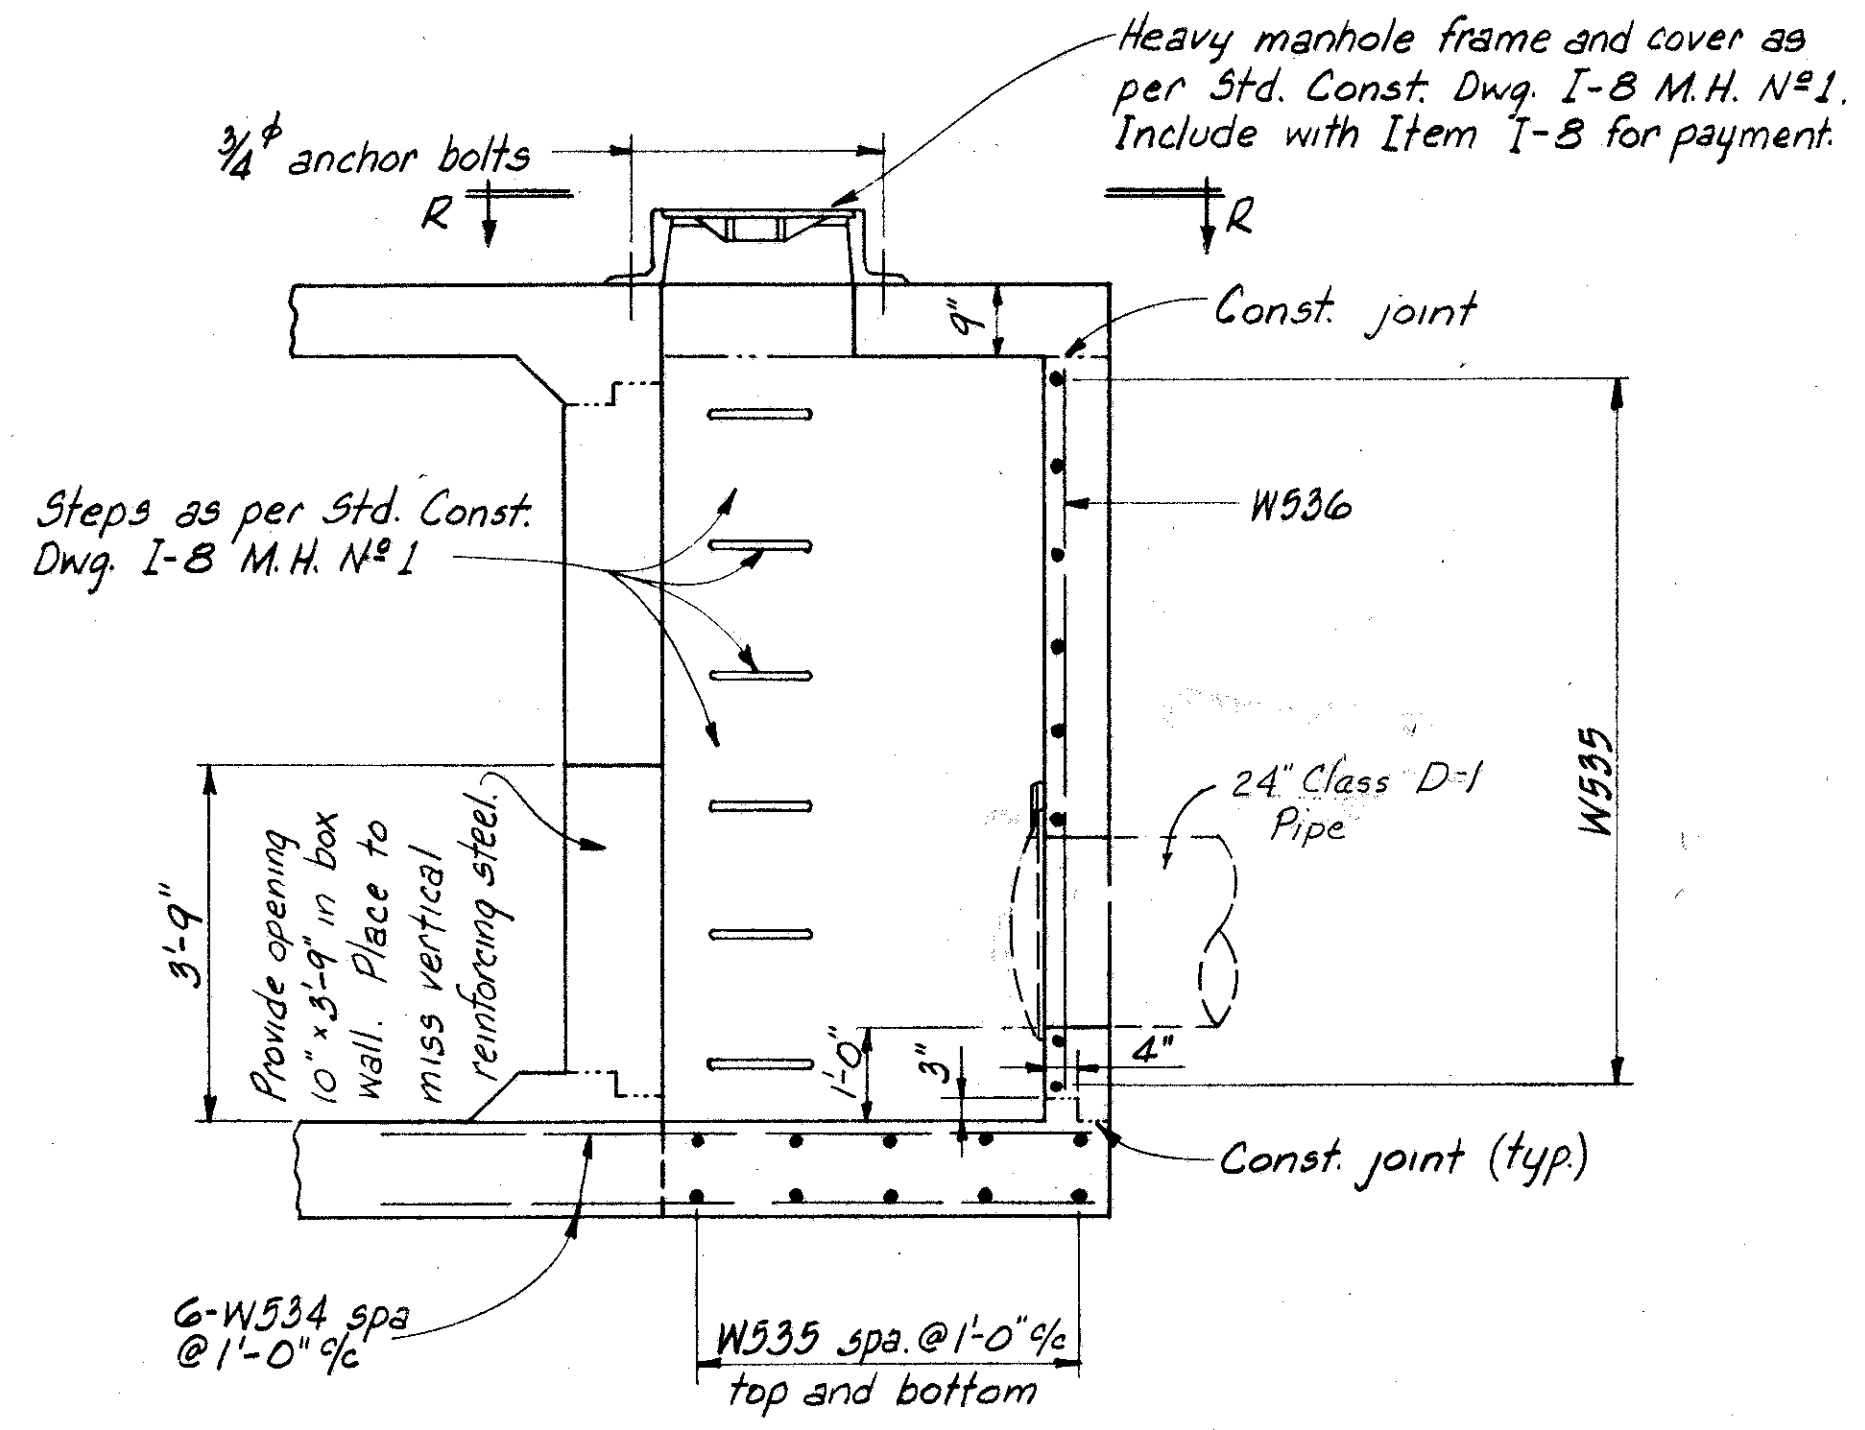 Heavy manhole frame and cover as
per Std. Const. Dwg. I-8 M.H. Nº 1.
Include with Item I-8 for payment.
3/4 ϕ anchor bolts
R
R
9"
Const. joint
Steps as per Std. Const.
Dwg. I-8 M.H. Nº 1
W536
W535
24" Class D-1
Pipe
3'-9"
Provide opening
10" x 3'-9" in box
wall. Place to
miss vertical
reinforcing steel.
1'-0"
3"
4"
Const. joint (typ.)
6-W534 spa
@ 1'-0" c/c
W535 spa. @ 1'-0" c/c
top and bottom